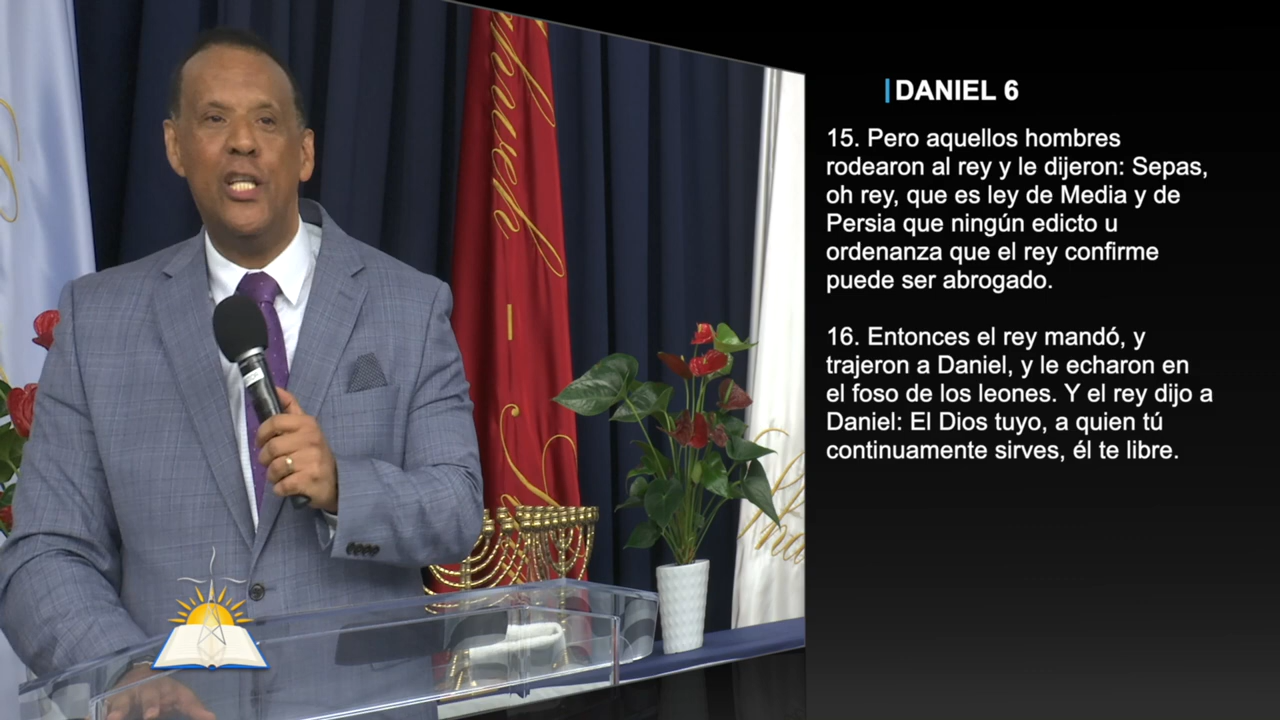 DANIEL 6
15. Pero aquellos hombres
rodearon al rey y le dijeron: Sepas,
oh rey, que es ley de Media y de
Persia que ningún edicto u
ordenanza que el rey confirme
puede ser abrogado.
16. Entonces el rey mandó, y
trajeron a Daniel, y le echaron en
el foso de los leones. Y el rey dijo a
Daniel: El Dios tuyo, a quien tú
continuamente sirves, él te libre.